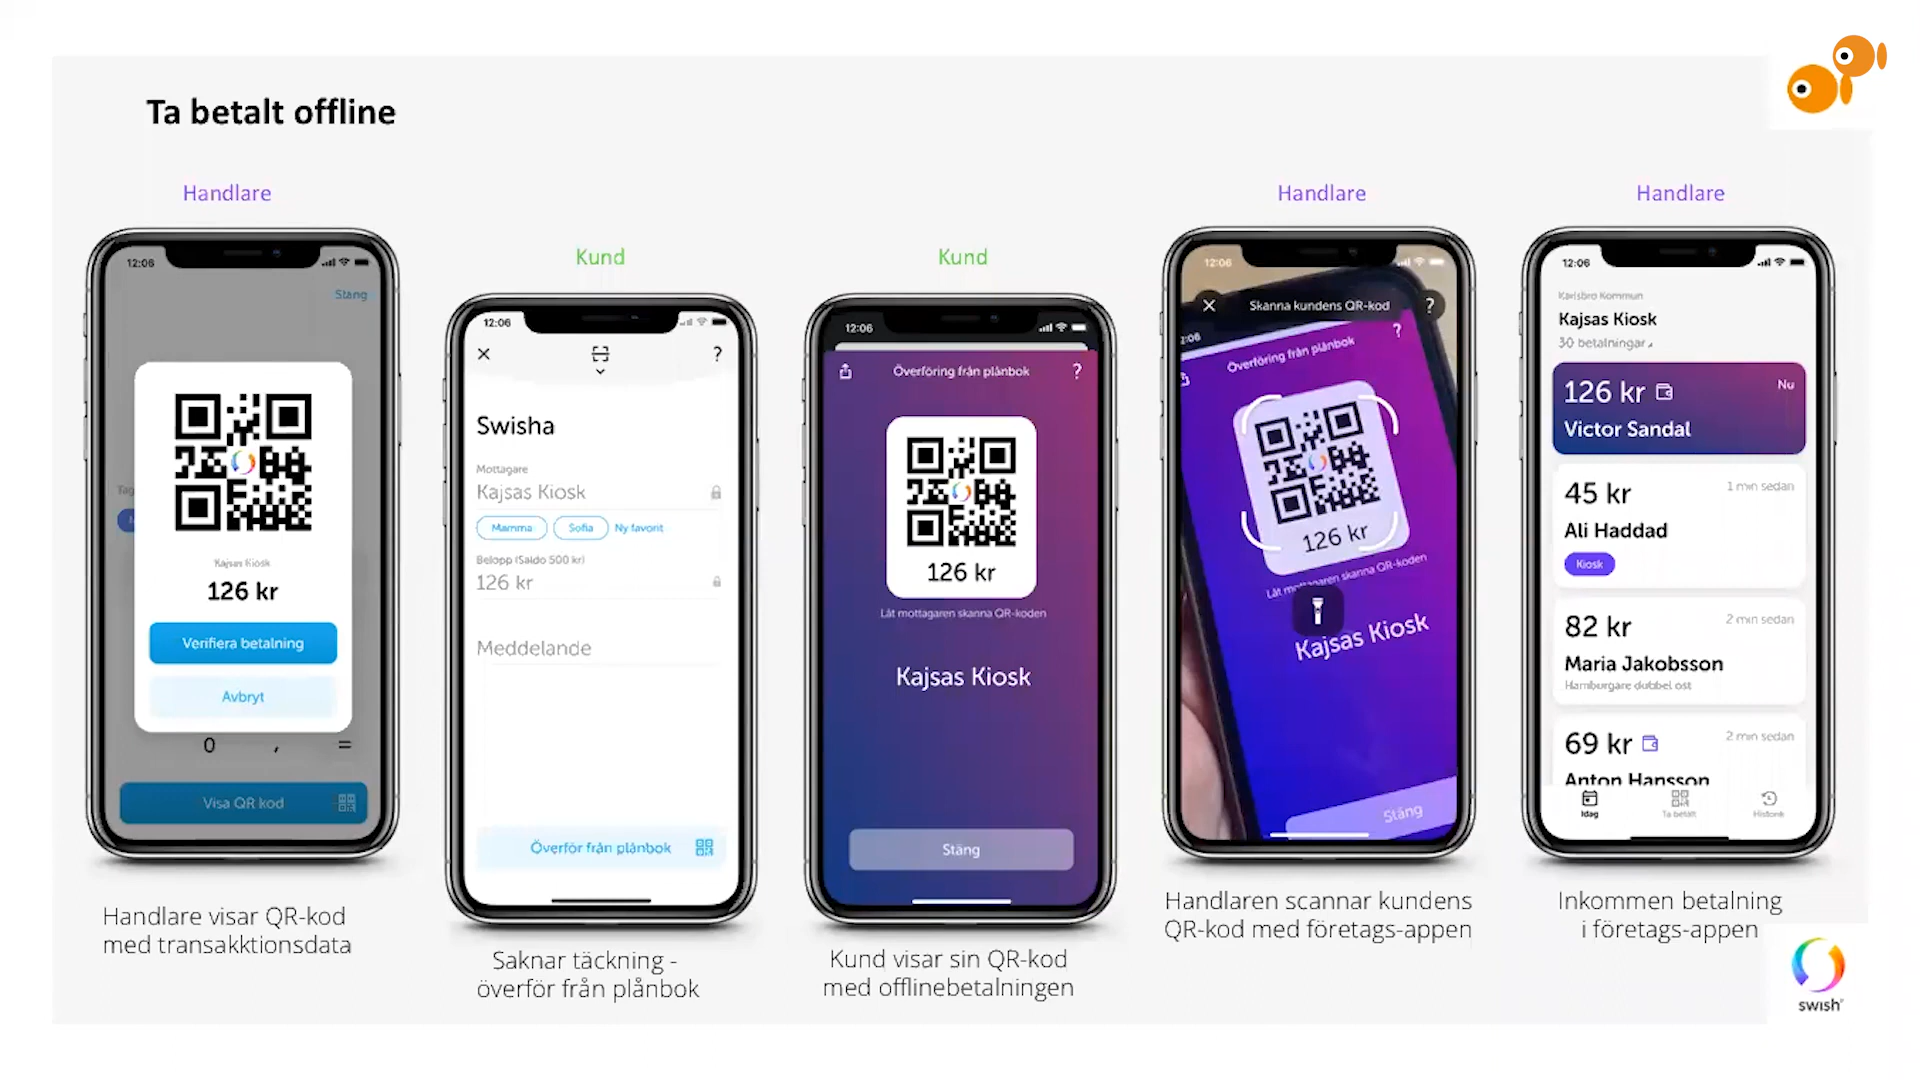 Ta betalt offline
Handlare
12:06
Stäng
Kajsas Kiosk
126 kr
Verifiera betalning
Avbryt
0 , =
Visa QR kod
Handlare visar QR-kod
med transakktionsdata
Kund
12:06
?
Swisha
Mottagare
Kajsas Kiosk
Mamma Sofia Ny favorit
Belopp (Saldo 500 kr)
126 kr
Meddelande
Överför från plånbok
Saknar täckning -
överför från plånbok
Kund
12:06
Överföring från plånbok ?
126 kr
Låt mottagaren skanna QR-koden
Kajsas Kiosk
Stäng
Kund visar sin QR-kod
med offlinebetalningen
Handlare
12:06
Skanna kundens QR-kod ?
Överföring från plånbok ?
126 kr
skanna QR-koden
Kajsas Kiosk
Stäng
Handlaren scannar kundens
QR-kod med företags-appen
Handlare
12:06
Karlsbro Kommun
Kajsas Kiosk
30 betalningar
126 kr Nu
Victor Sandal
45 kr 1 min sedan
Ali Haddad
Kiosk
82 kr 2 min sedan
Maria Jakobsson
Hamburgare dubbel ost
69 kr 2 min sedan
Anton Hansson
Idag Ta betalt Historik
Inkommen betalning
i företags-appen
swish®